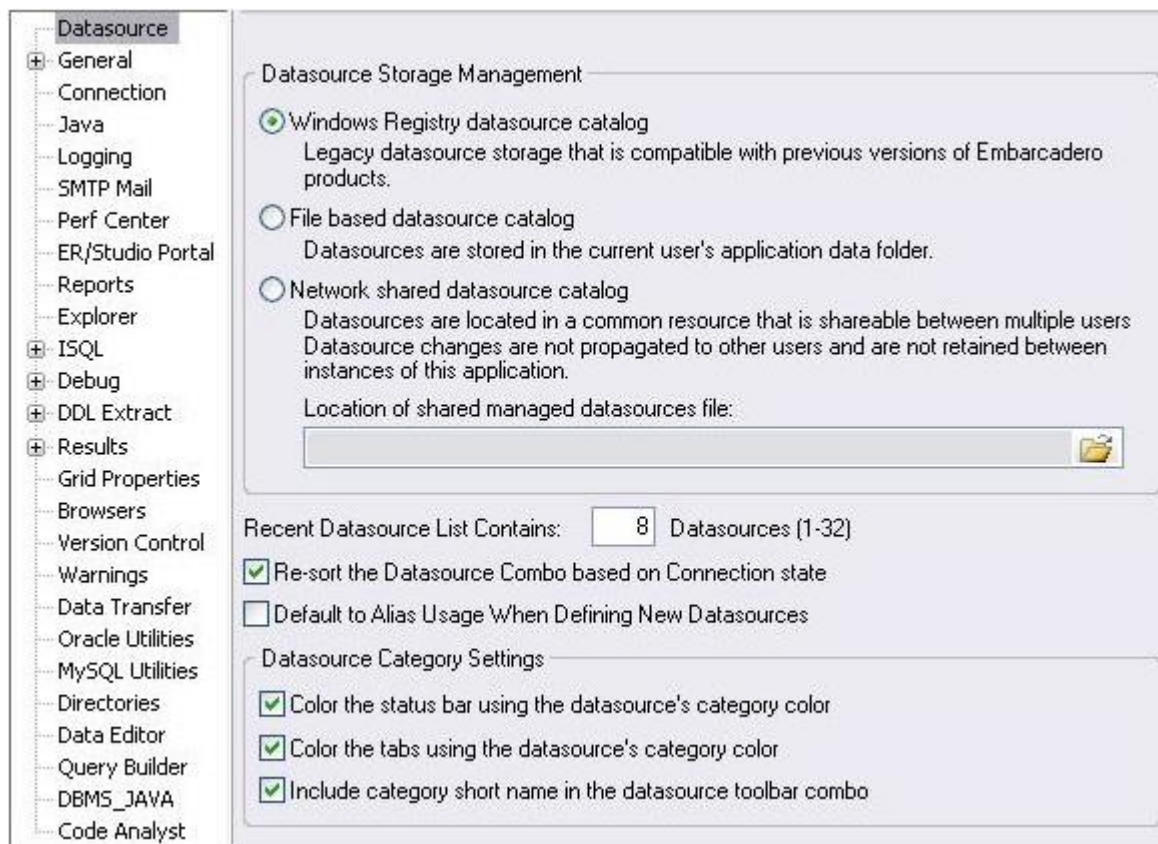 Datasource
General
Connection
Java
Logging
SMTP Mail
Perf Center
ER/Studio Portal
Reports
Explorer
ISQL
Debug
DDL Extract
Results
Grid Properties
Browsers
Version Control
Warnings
Data Transfer
Oracle Utilities
MySQL Utilities
Directories
Data Editor
Query Builder
DBMS_JAVA
Code Analyst
Datasource Storage Management
Windows Registry datasource catalog
Legacy datasource storage that is compatible with previous versions of Embarcadero
products.
File based datasource catalog
Datasources are stored in the current user's application data folder.
Network shared datasource catalog
Datasources are located in a common resource that is shareable between multiple users
Datasource changes are not propagated to other users and are not retained between
instances of this application.
Location of shared managed datasources file:
Recent Datasource List Contains: 8 Datasources (1-32)
Re-sort the Datasource Combo based on Connection state
Default to Alias Usage When Defining New Datasources
Datasource Category Settings
Color the status bar using the datasource's category color
Color the tabs using the datasource's category color
Include category short name in the datasource toolbar combo